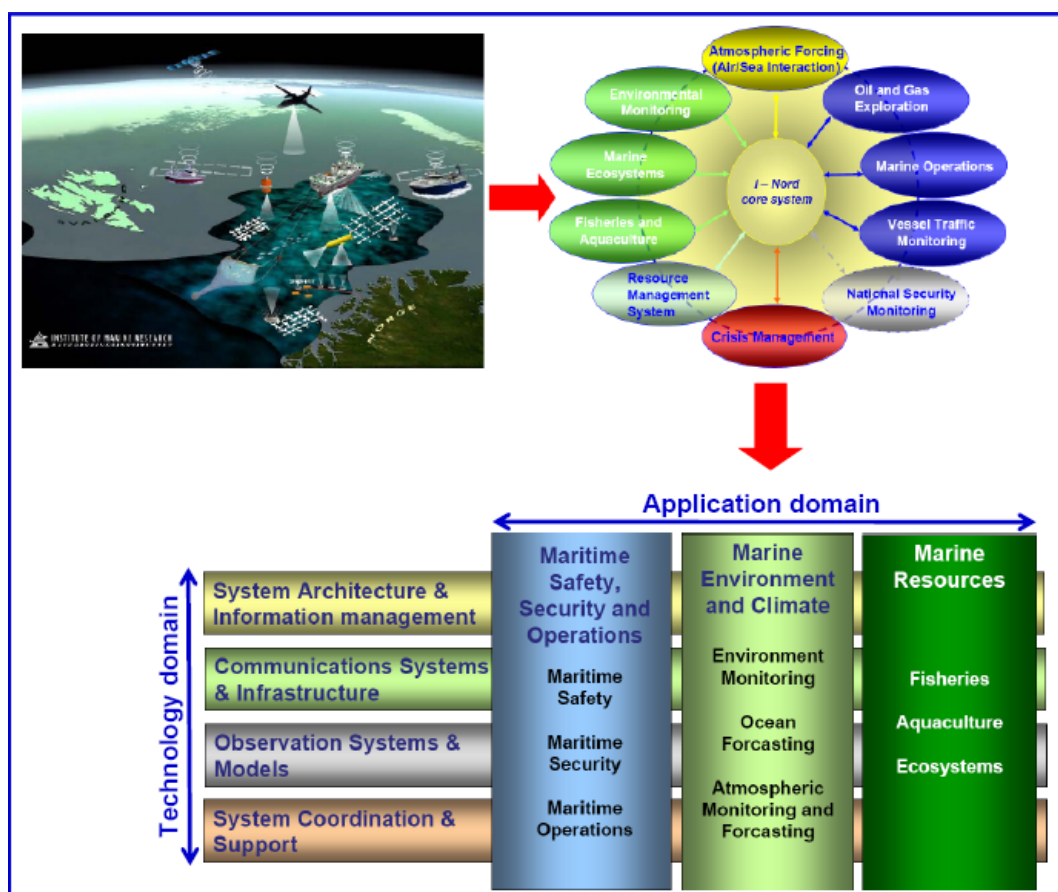 SVA
NORGE
INSTITUTE OF MARINE RESEARCH
Atmospheric Forcing
(Air/Sea Interaction)
Environmental
Monitoring
Oil and Gas
Exploration
Marine
Ecosystems
Marine Operations
I – Nord
core system
Fisheries and
Aquaculture
Vessel Traffic
Monitoring
Resource
Management
System
National Security
Monitoring
Crisis Management
Application domain
Technology domain
System Architecture &
Information management
Communications Systems
& Infrastructure
Observation Systems &
Models
System Coordination &
Support
Maritime
Safety,
Security and
Operations
Maritime
Safety
Maritime
Security
Maritime
Operations
Marine
Environment
and Climate
Environment
Monitoring
Ocean
Forcasting
Atmospheric
Monitoring and
Forcasting
Marine
Resources
Fisheries
Aquaculture
Ecosystems